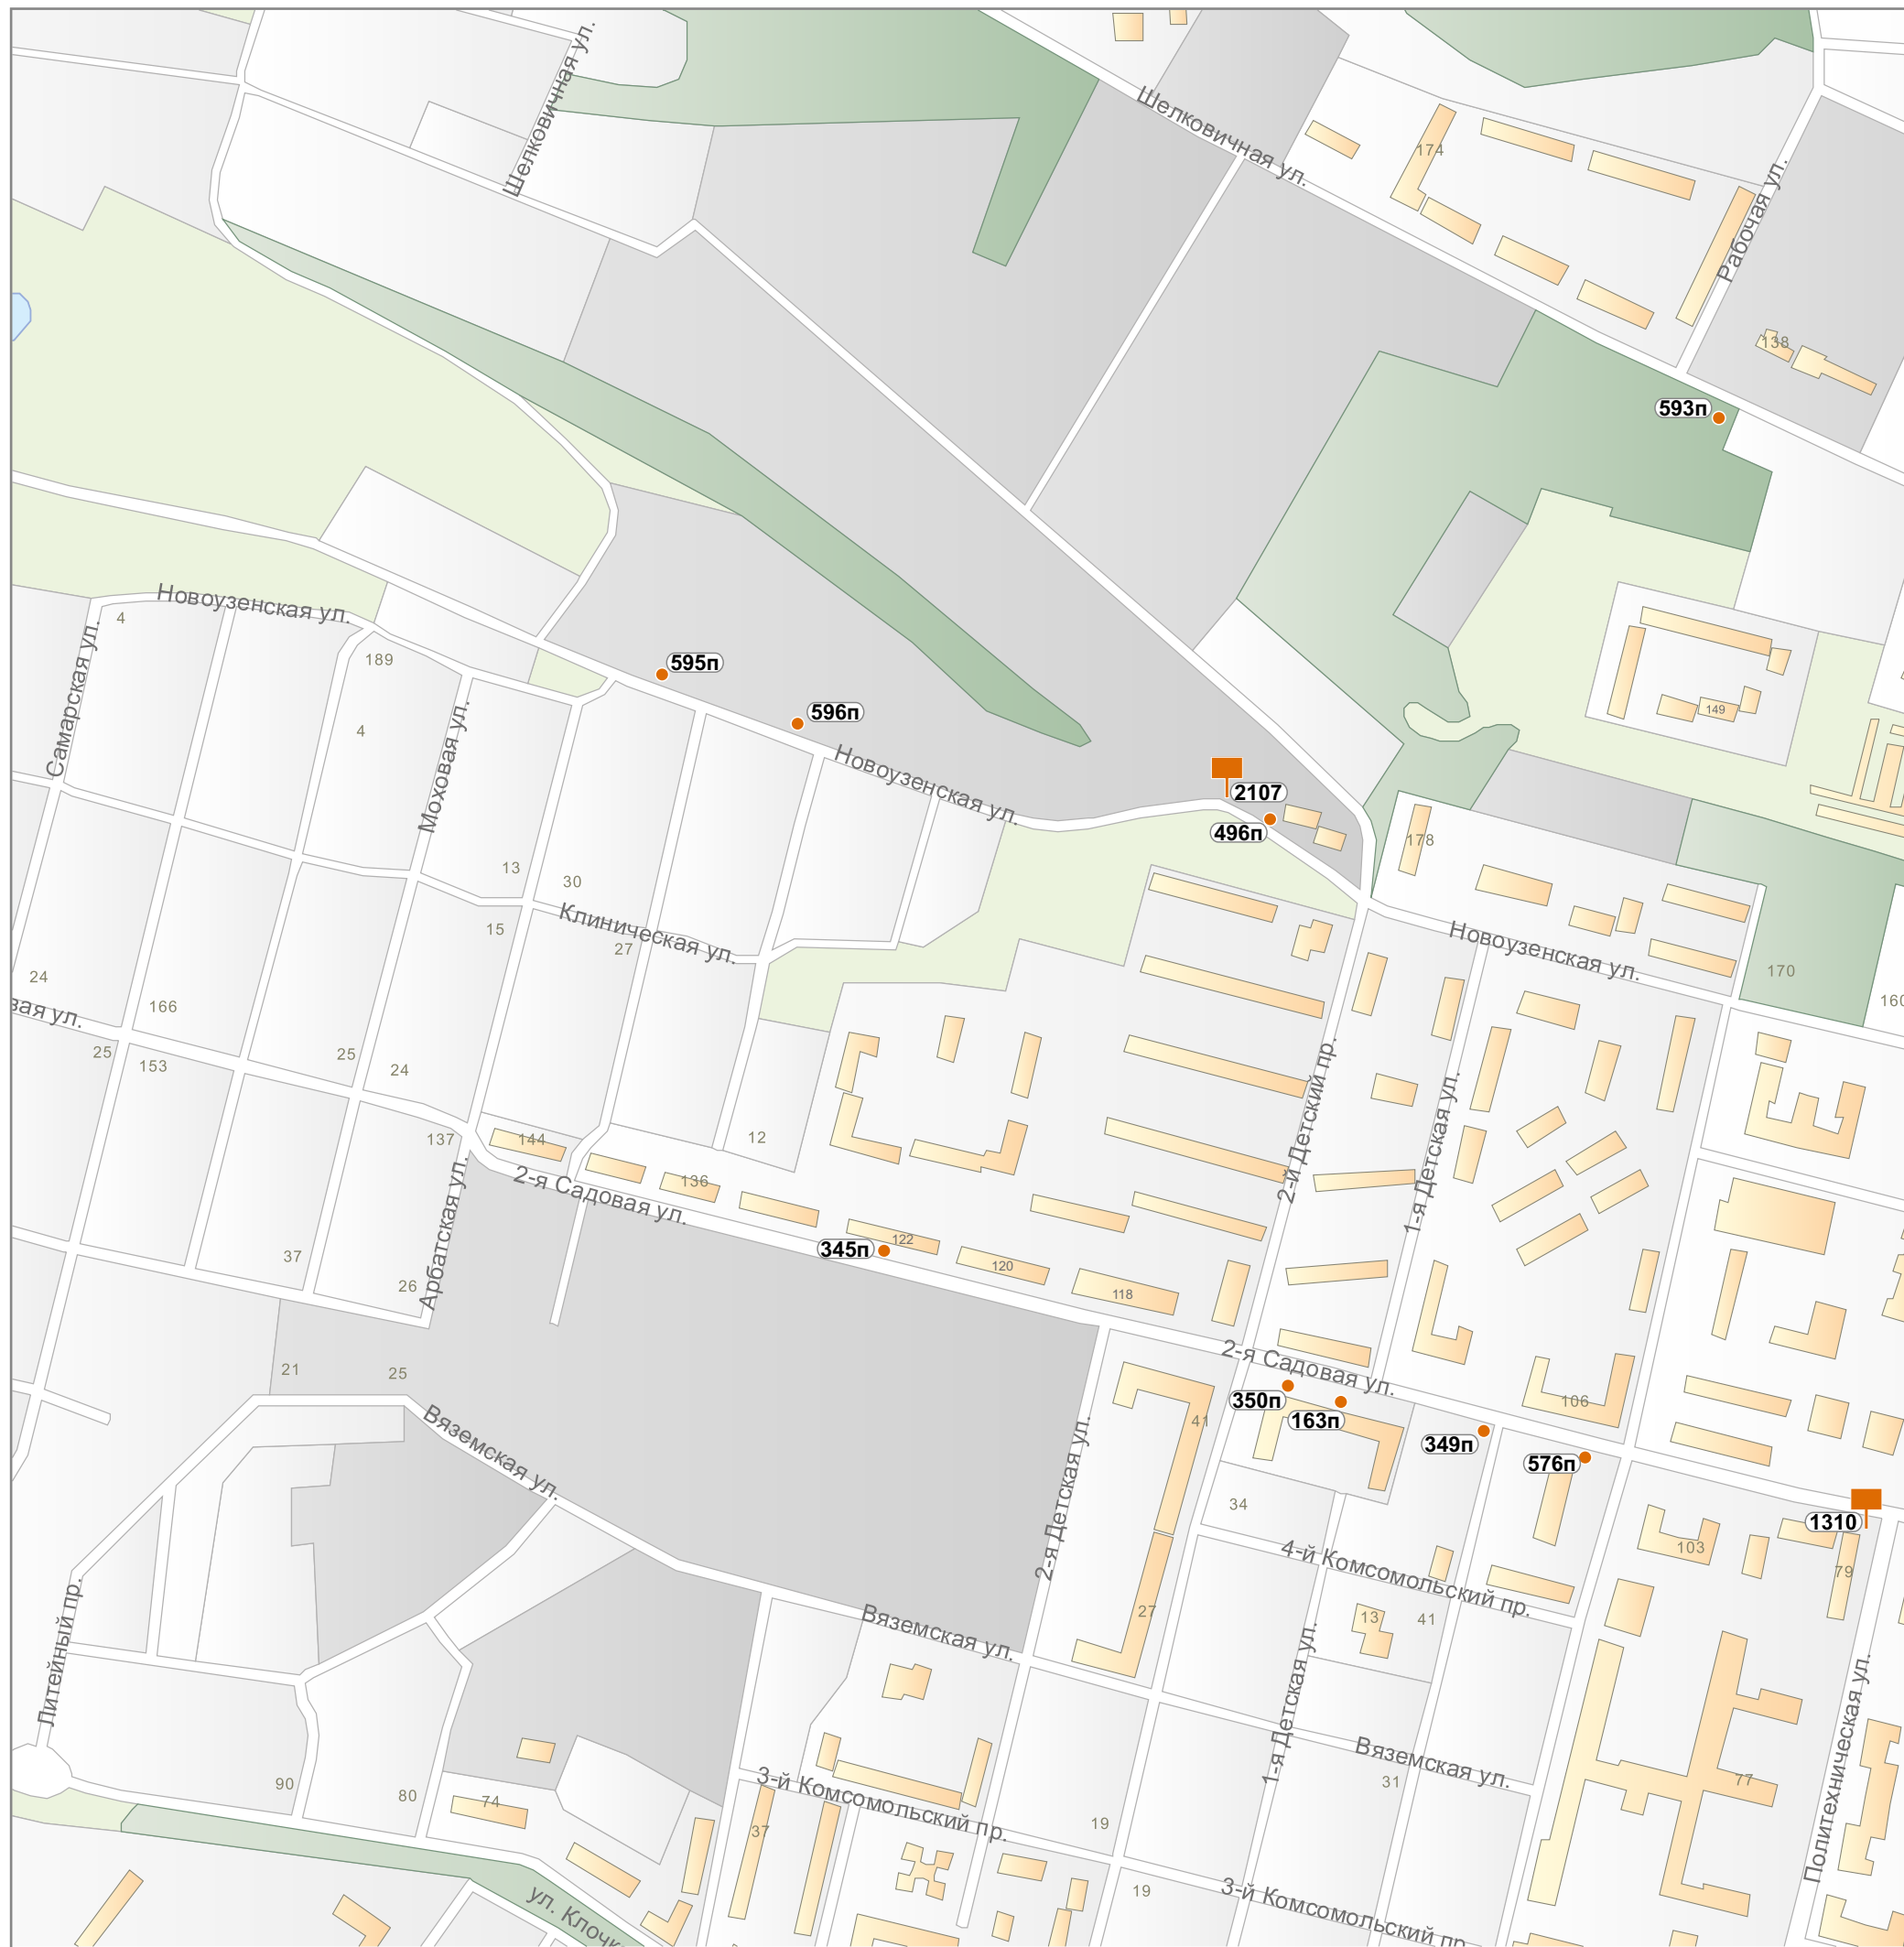 Шелковичная ул.
Шелковичная ул.
174
Рабочая ул.
138
593п
Новоузенская ул.
4
189
Самарская ул.
4
Моховая ул.
595п
596п
149
Новоузенская ул.
2107
496п
178
13
30
Клиническая ул.
15
27
Новоузенская ул.
24
166
170
160
вая ул.
25
153
25
24
2-й Детский пр.
1-я Детская ул.
137
144
12
136
2-я Садовая ул.
Арбатская ул.
37
26
345п
122
120
118
21
25
2-я Садовая ул.
350п
163п
41
106
349п
576п
Вяземская ул.
2-я Детская ул.
34
1310
103
79
4-й Комсомольский пр.
Литейный пр.
27
13
41
Вяземская ул.
1-я Детская ул.
Политехническая ул.
Вяземская ул.
31
77
90
80
74
3-й Комсомольский пр.
37
19
19
3-й Комсомольский пр
ул. Клочк